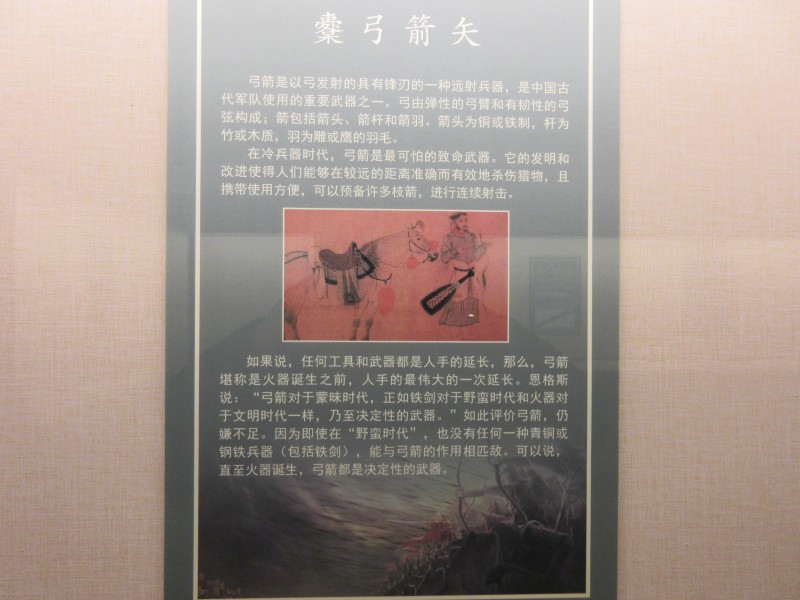 櫜弓箭矢
弓箭是以弓发射的具有锋刃的一种远射兵器，是中国古
代军队使用的重要武器之一。弓由弹性的弓臂和有韧性的弓
弦构成；箭包括箭头、箭杆和箭羽。箭头为铜或铁制，杆为
竹或木质，羽为雕或鹰的羽毛。
在冷兵器时代，弓箭是最可怕的致命武器。它的发明和
改进使得人们能够在较远的距离准确而有效地杀伤猎物，且
携带使用方便，可以预备许多枝箭，进行连续射击。
如果说，任何工具和武器都是人手的延长，那么，弓箭
堪称是火器诞生之前，人手的最伟大的一次延长。恩格斯
说：“弓箭对于蒙昧时代，正如铁剑对于野蛮时代和火器对
于文明时代一样，乃至决定性的武器。”如此评价弓箭，仍
嫌不足。因为即使在“野蛮时代”，也没有任何一种青铜或
钢铁兵器（包括铁剑），能与弓箭的作用相匹敌。可以说，
直至火器诞生，弓箭都是决定性的武器。